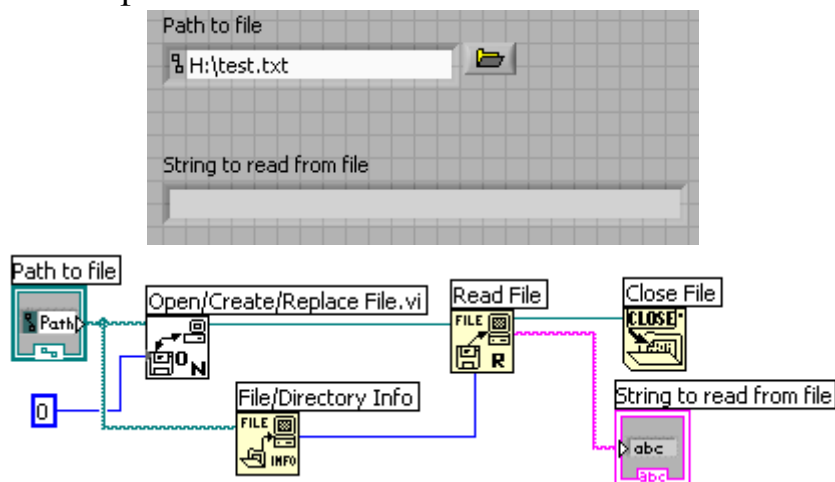 Path to file
H:\test.txt
String to read from file
Path to file
Open/Create/Replace File.vi
Read File
Close File
Path
FILE
R
CLOSE
O
N
0
File/Directory Info
FILE
INFO
String to read from file
abc
abc